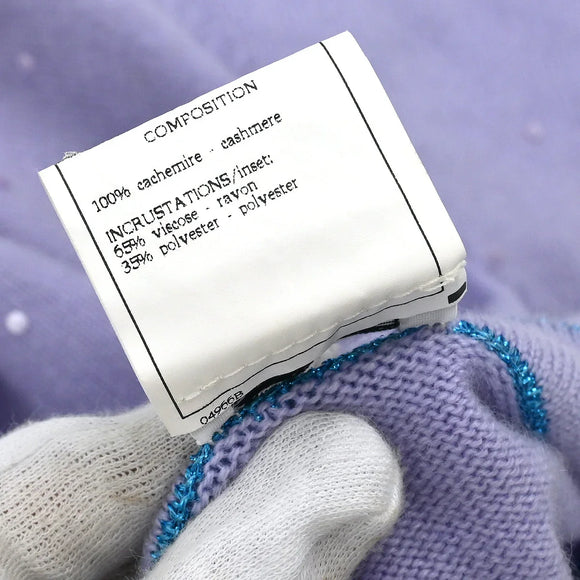 COMPOSITION
100% cachemire - cashmere
INCRUSTATIONS/inset:
65% viscose - rayon
35% polyester - polyester
04966B